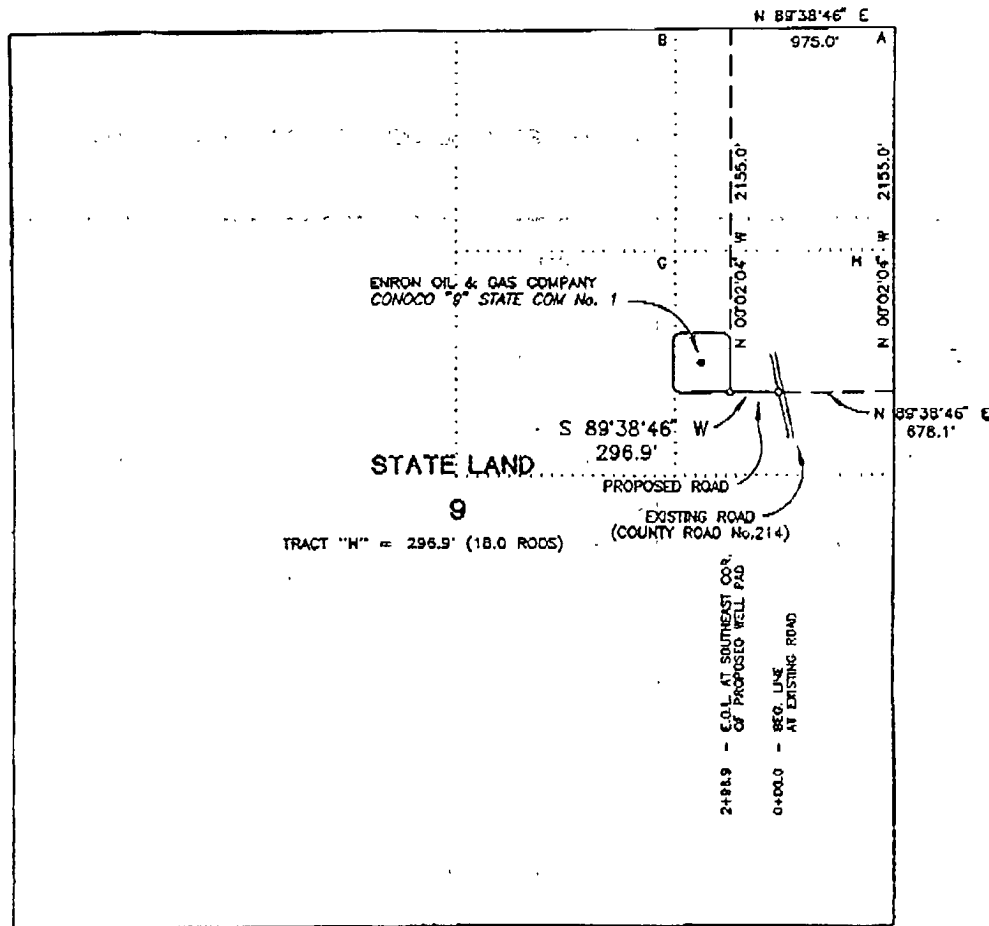 N 89°38'46" E
975.0'
B
A
N 00°02'04" W 2155.0'
N 00°02'04" W 2155.0'
G
H
ENRON OIL & GAS COMPANY
CONOCO "9" STATE COM No. 1
S 89°38'46" W
296.9'
N 89°38'46" E
678.1'
STATE LAND
9
PROPOSED ROAD
EXISTING ROAD
(COUNTY ROAD No.214)
TRACT "H" = 296.9' (18.0 RODS)
2+96.9 - E.O.L. AT SOUTHEAST COR.
OF PROPOSED WELL PAD
0+00.0 - BEG. LINE
AT EXISTING ROAD